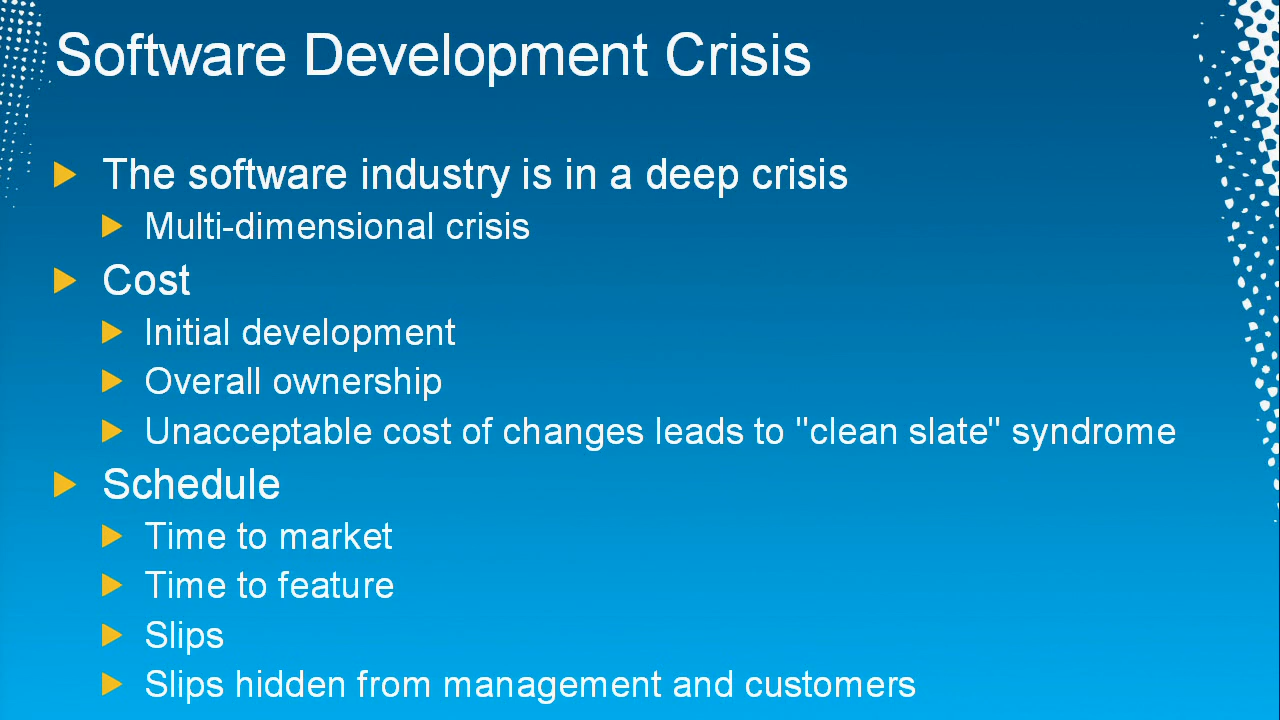 Software Development Crisis
The software industry is in a deep crisis
Multi-dimensional crisis
Cost
Initial development
Overall ownership
Unacceptable cost of changes leads to "clean slate" syndrome
Schedule
Time to market
Time to feature
Slips
Slips hidden from management and customers